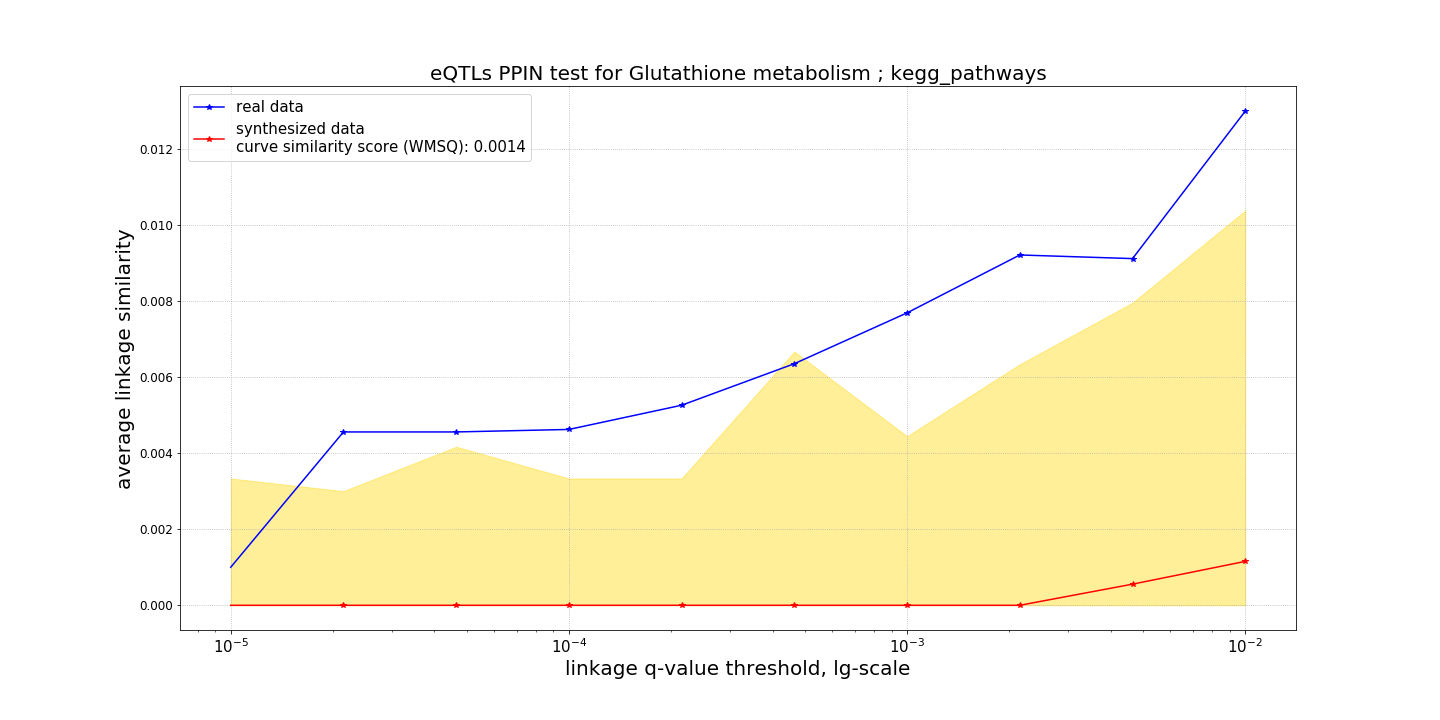 eQTLs PPIN test for Glutathione metabolism ; kegg_pathways
real data
synthesized data
curve similarity score (WMSQ): 0.0014
average linkage similarity
0.012
0.010
0.008
0.006
0.004
0.002
0.000
10⁻⁵ 10⁻⁴ 10⁻³ 10⁻²
linkage q-value threshold, lg-scale